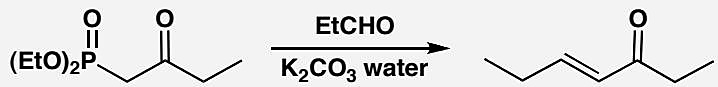 O O EtCHO O
(EtO)₂P K₂CO₃ water